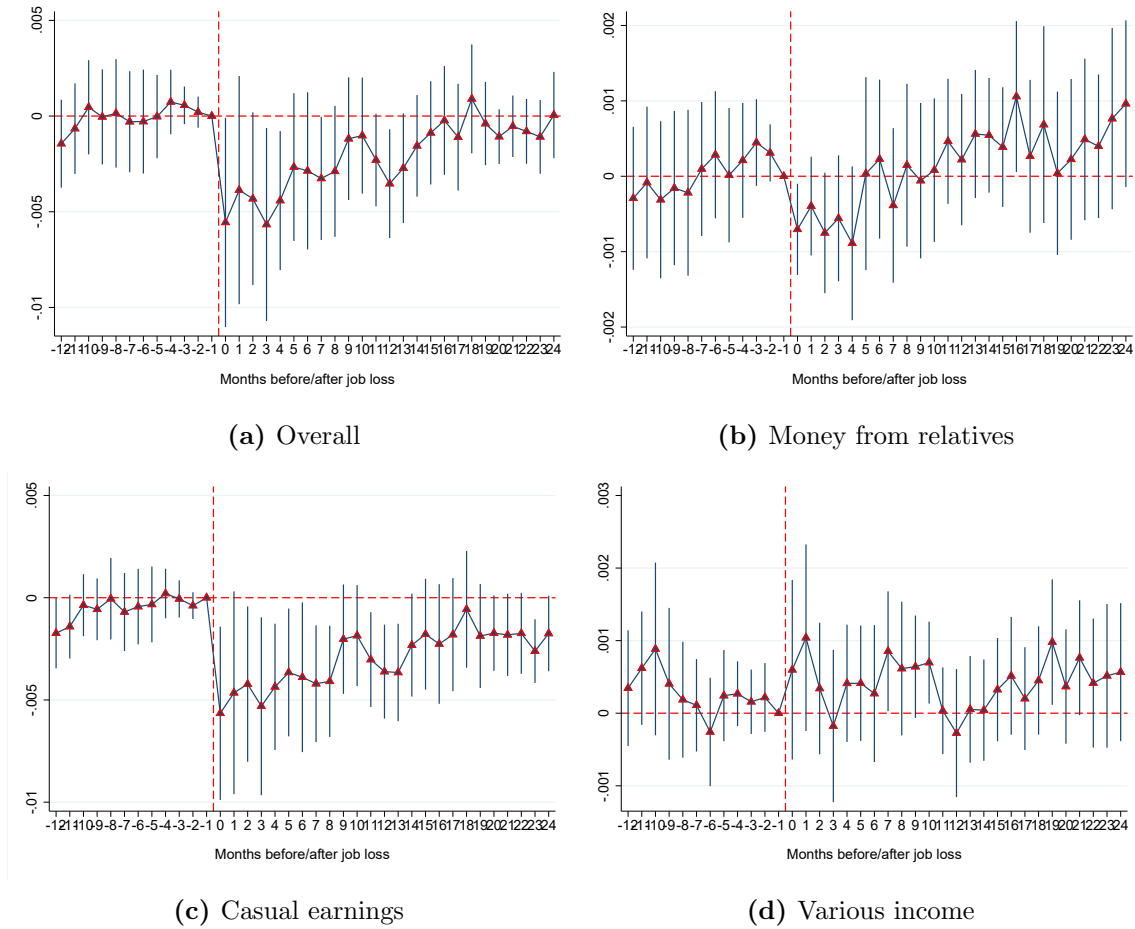 .005
0
-.005
-.01
-12-11-10-9 -8 -7 -6 -5 -4 -3 -2 -1 0 1 2 3 4 5 6 7 8 9 10 11 12 13 14 15 16 17 18 19 20 21 22 23 24
Months before/after job loss
(a) Overall
.002
.001
0
-.001
-.002
-12-11-10-9 -8 -7 -6 -5 -4 -3 -2 -1 0 1 2 3 4 5 6 7 8 9 10 11 12 13 14 15 16 17 18 19 20 21 22 23 24
Months before/after job loss
(b) Money from relatives
.005
0
-.005
-.01
-12-11-10-9 -8 -7 -6 -5 -4 -3 -2 -1 0 1 2 3 4 5 6 7 8 9 10 11 12 13 14 15 16 17 18 19 20 21 22 23 24
Months before/after job loss
(c) Casual earnings
.003
.002
.001
0
-.001
-12-11-10-9 -8 -7 -6 -5 -4 -3 -2 -1 0 1 2 3 4 5 6 7 8 9 10 11 12 13 14 15 16 17 18 19 20 21 22 23 24
Months before/after job loss
(d) Various income